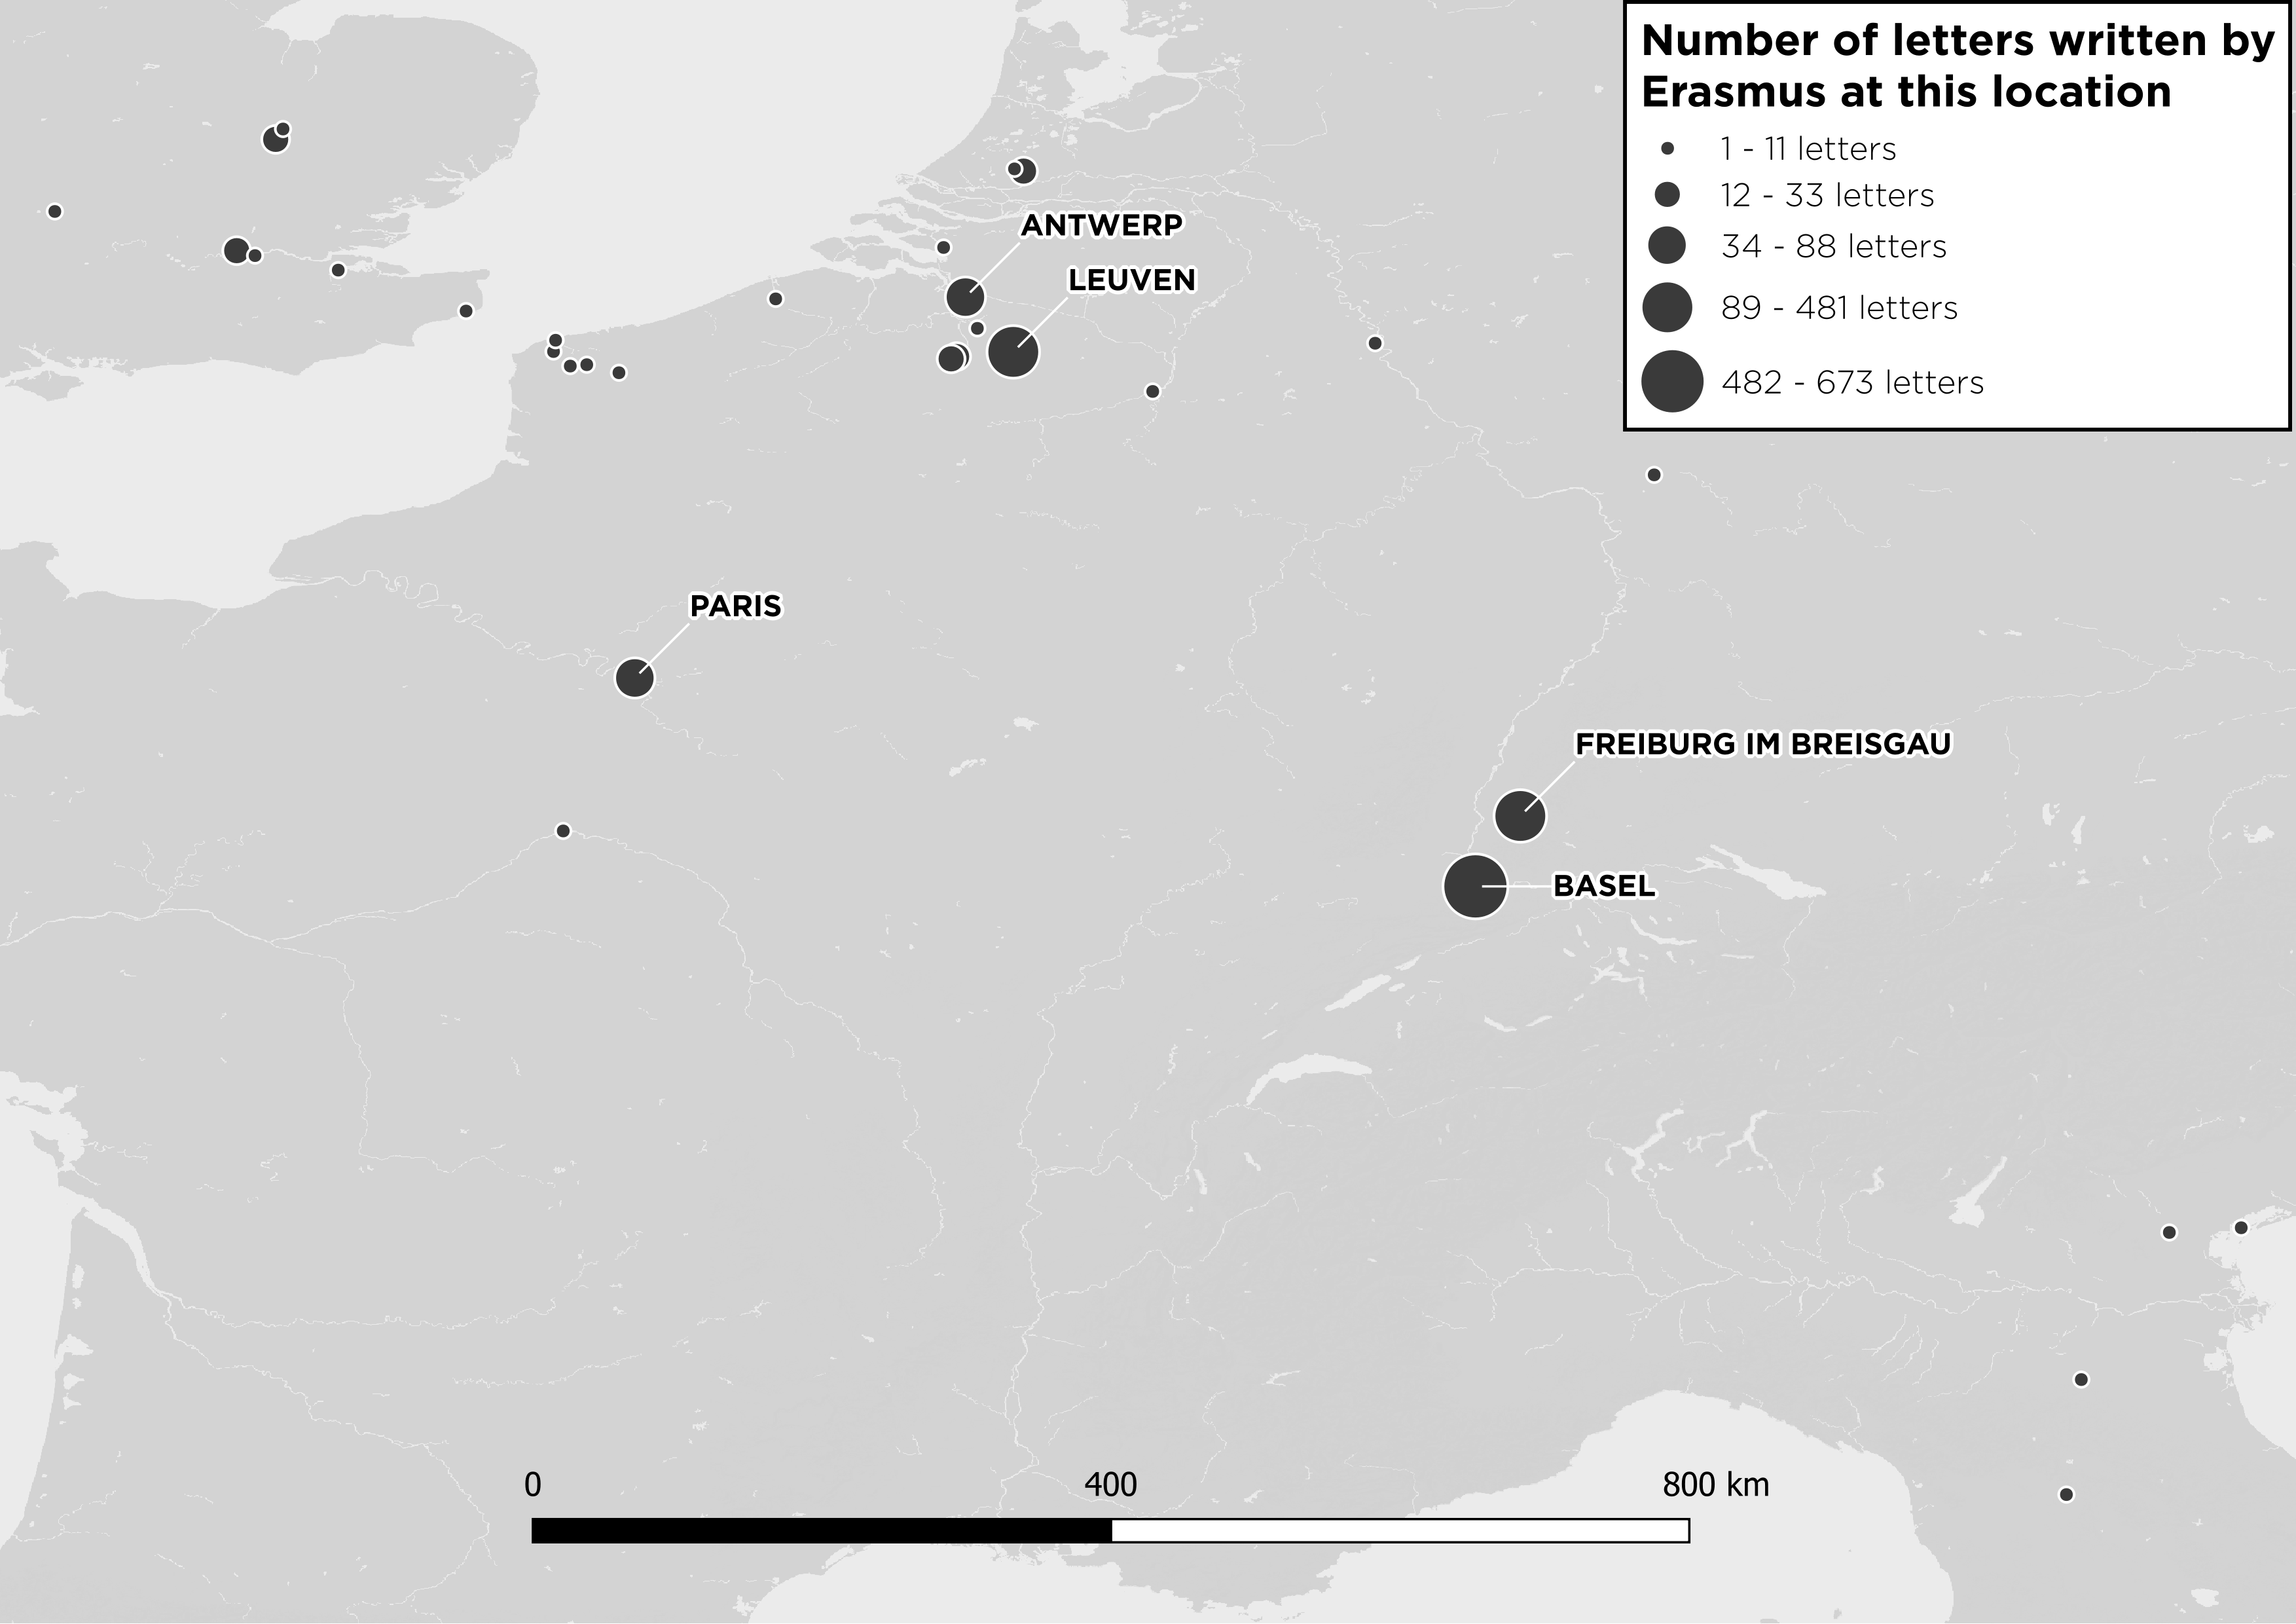 Number of letters written by
Erasmus at this location
1 - 11 letters
12 - 33 letters
34 - 88 letters
89 - 481 letters
482 - 673 letters
ANTWERP
LEUVEN
PARIS
FREIBURG IM BREISGAU
BASEL
0 400 800 km